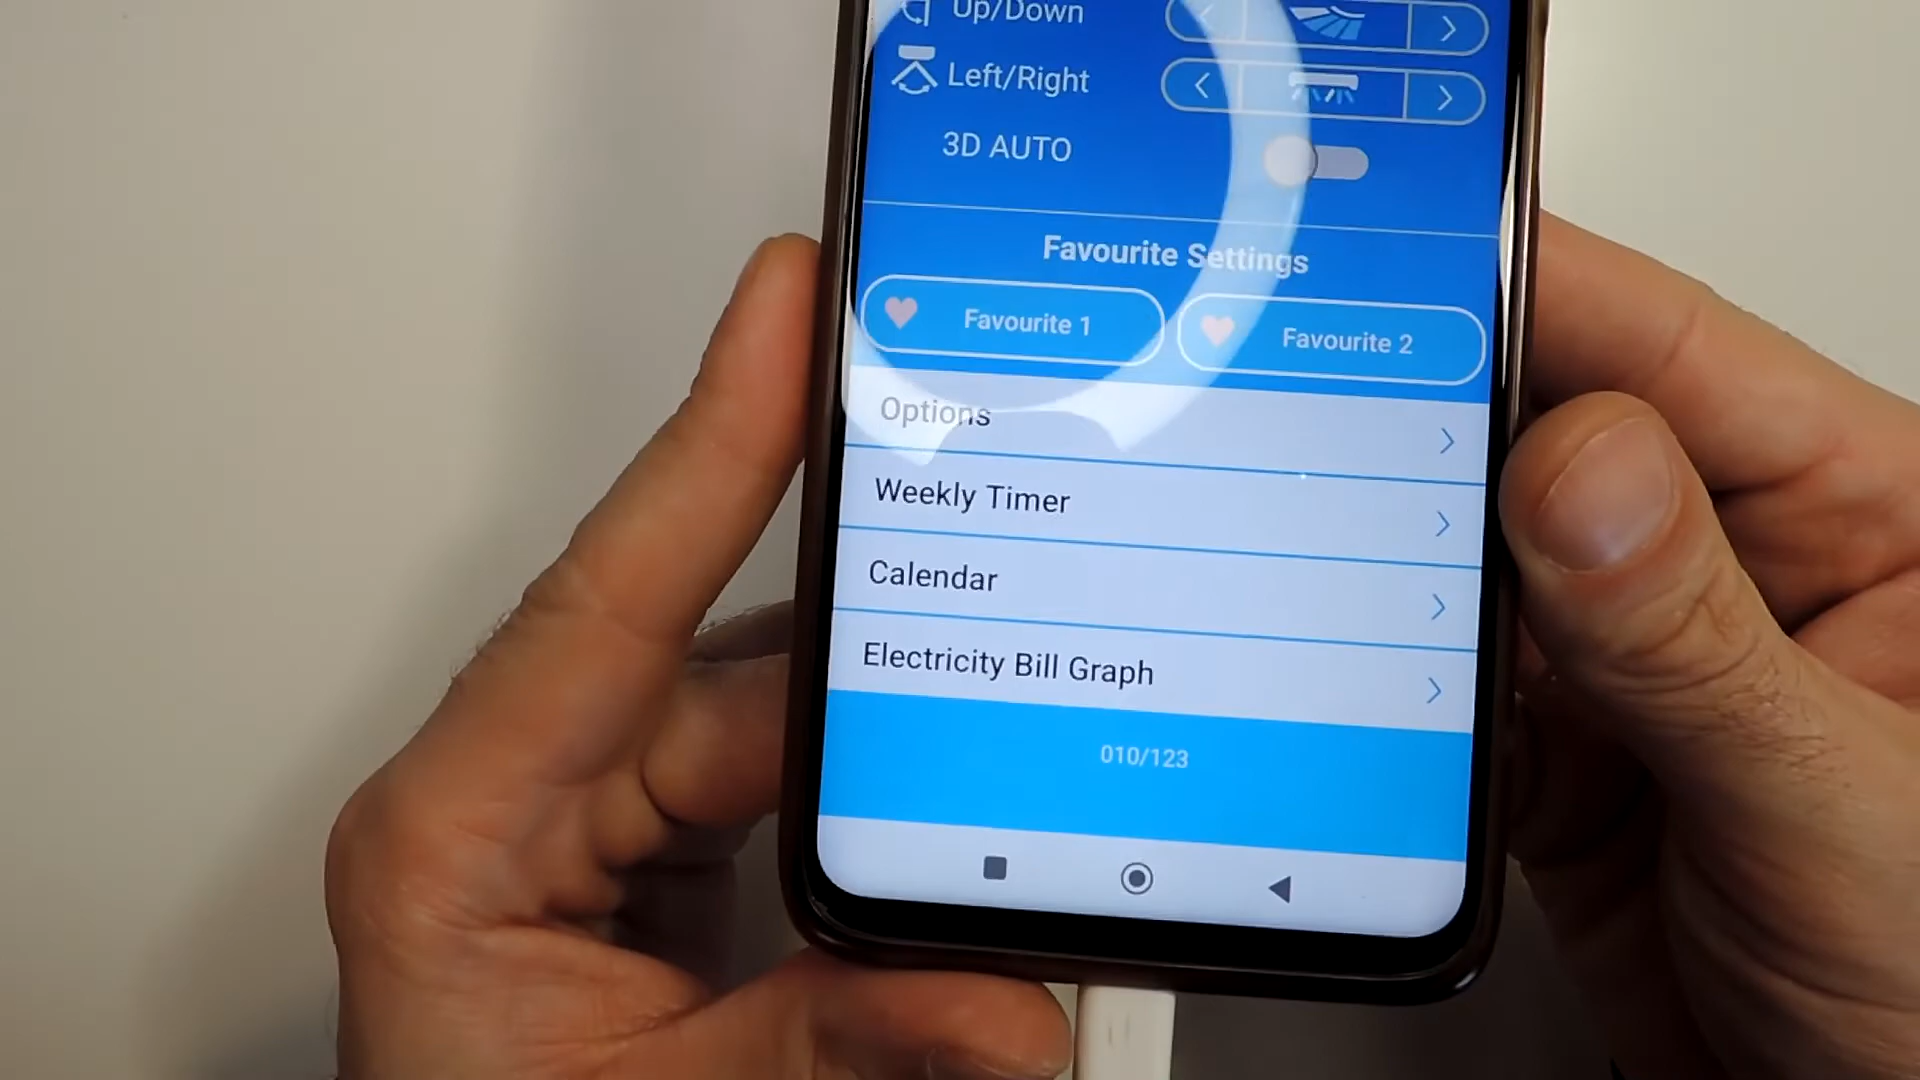 Up/Down
Left/Right
3D AUTO
Favourite Settings
Favourite 1
Favourite 2
Options
Weekly Timer
Calendar
Electricity Bill Graph
010/123